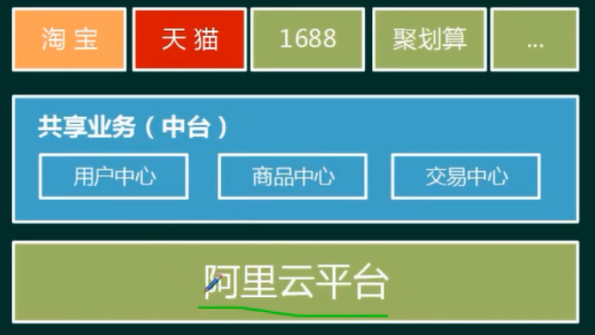 淘宝 天猫 1688 聚划算 ...
共享业务（中台）
用户中心 商品中心 交易中心
阿里云平台